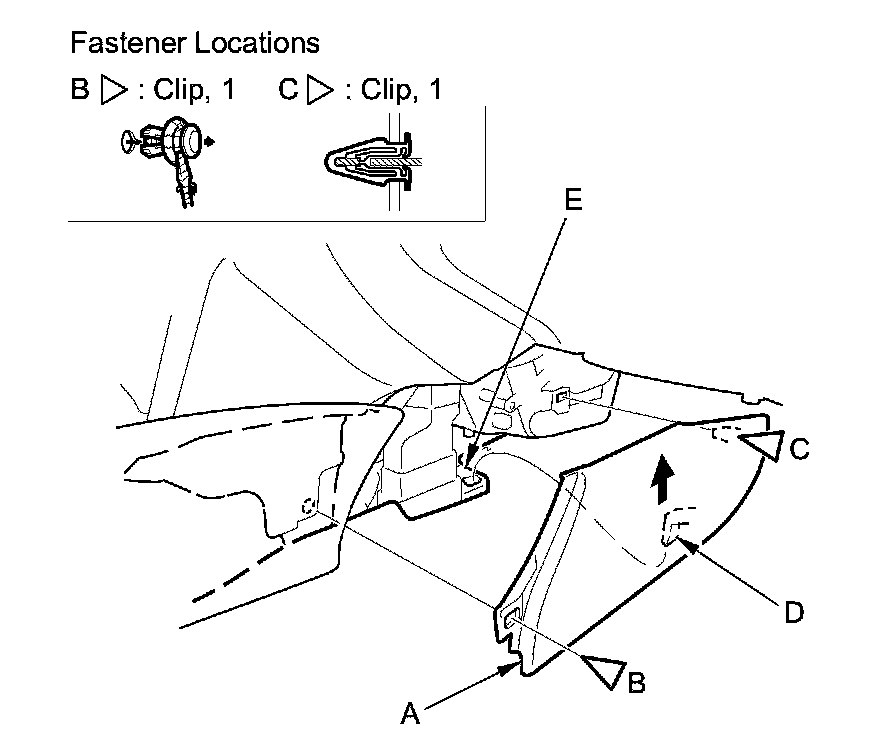 Fastener Locations
B ▷ : Clip, 1 C ▷ : Clip, 1
E
C
D
B
A